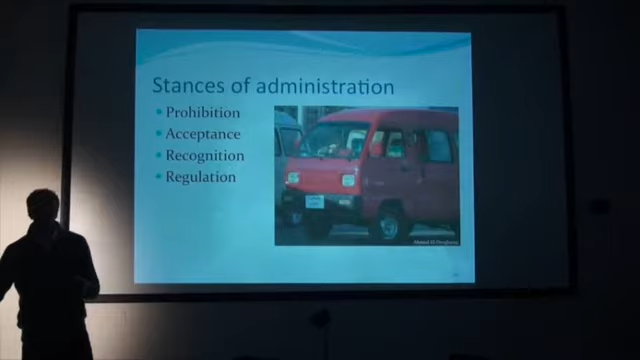 Stances of administration
Prohibition
Acceptance
Recognition
Regulation